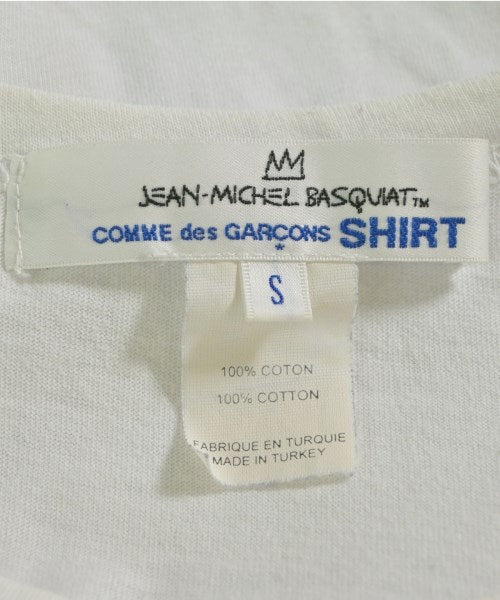 JEAN-MICHEL BASQUIAT™
COMME des GARÇONS SHIRT
*
S
100% COTON
100% COTTON
FABRIQUE EN TURQUIE
MADE IN TURKEY